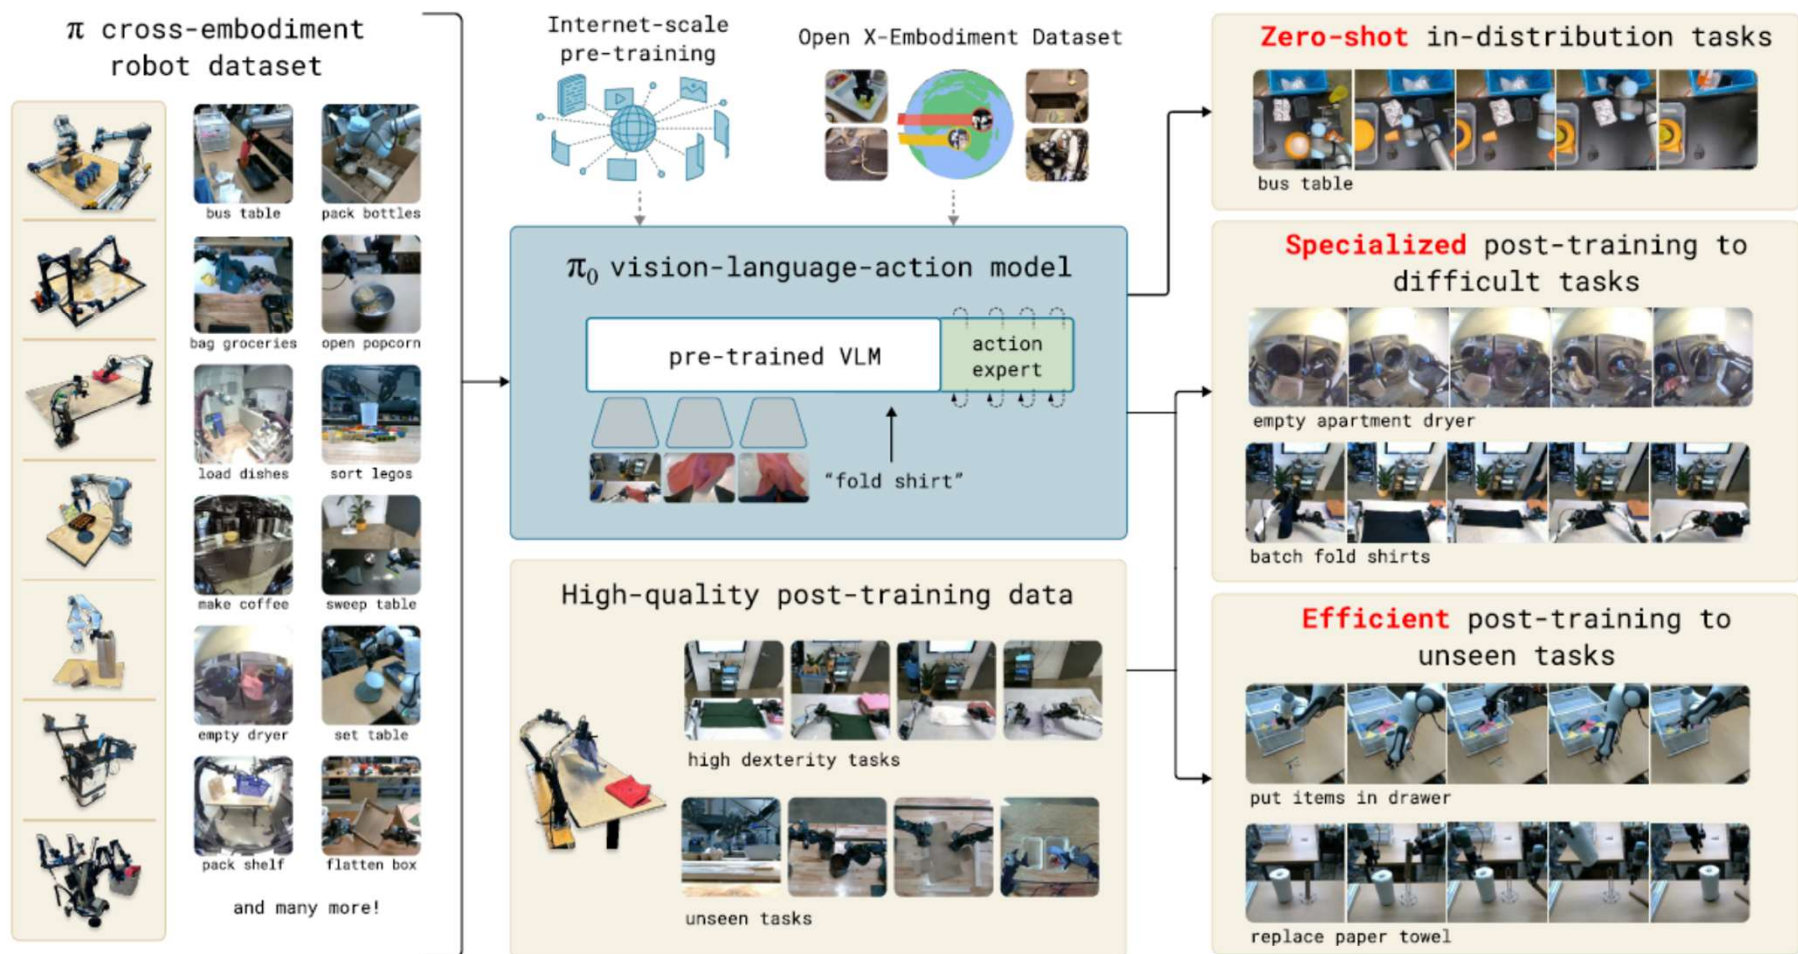 π cross-embodiment
robot dataset
bus table
pack bottles
bag groceries
open popcorn
load dishes
sort legos
make coffee
sweep table
empty dryer
set table
pack shelf
flatten box
and many more!
Internet-scale
pre-training
Open X-Embodiment Dataset
π₀ vision-language-action model
pre-trained VLM
action
expert
“fold shirt”
High-quality post-training data
high dexterity tasks
unseen tasks
Zero-shot in-distribution tasks
bus table
Specialized post-training to
difficult tasks
empty apartment dryer
batch fold shirts
Efficient post-training to
unseen tasks
put items in drawer
replace paper towel